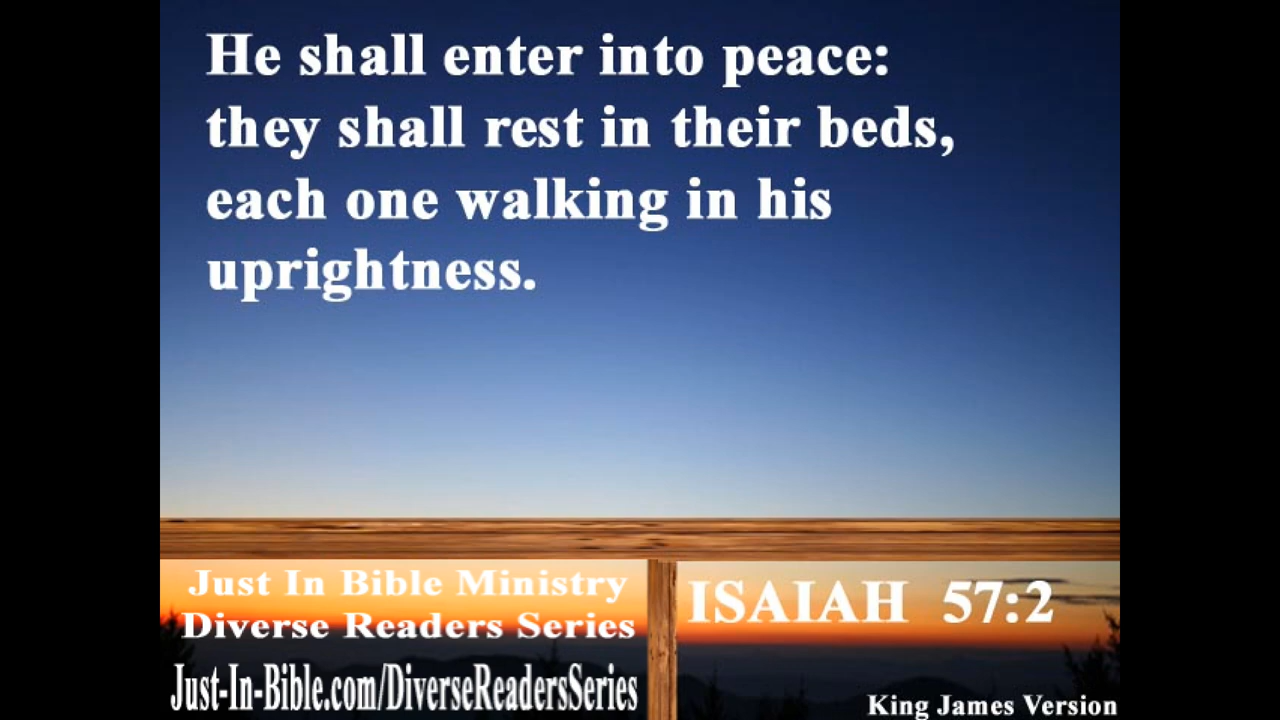 He shall enter into peace:
they shall rest in their beds,
each one walking in his
uprightness.
Just In Bible Ministry
Diverse Readers Series
Just-In-Bible.com/DiverseReadersSeries
ISAIAH 57:2
King James Version